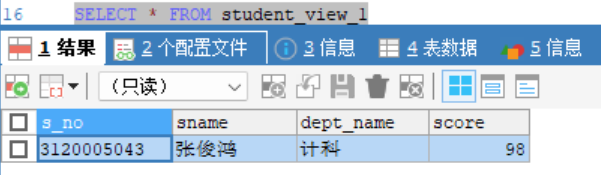 16 SELECT * FROM student_view_1
1 结果 2 个配置文件 3 信息 4 表数据 5 信息
（只读）
s_no sname dept_name score
3120005043 张俊鸿 计科 98